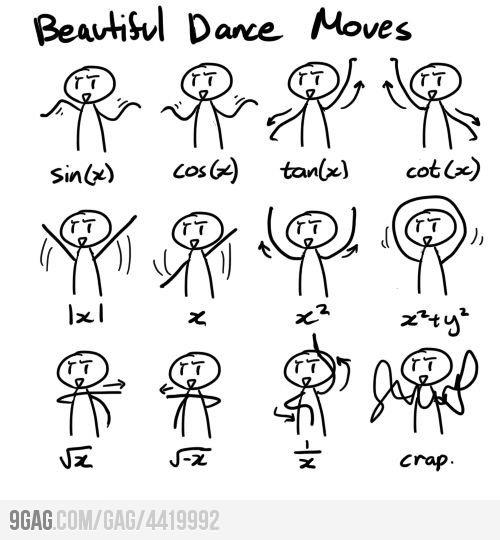 Beautiful Dance Moves
sin(x) cos(x) tan(x) cot(x)
|x| x x² x²+y²
√x √-x 1/x crap.
9GAG.COM/GAG/4419992